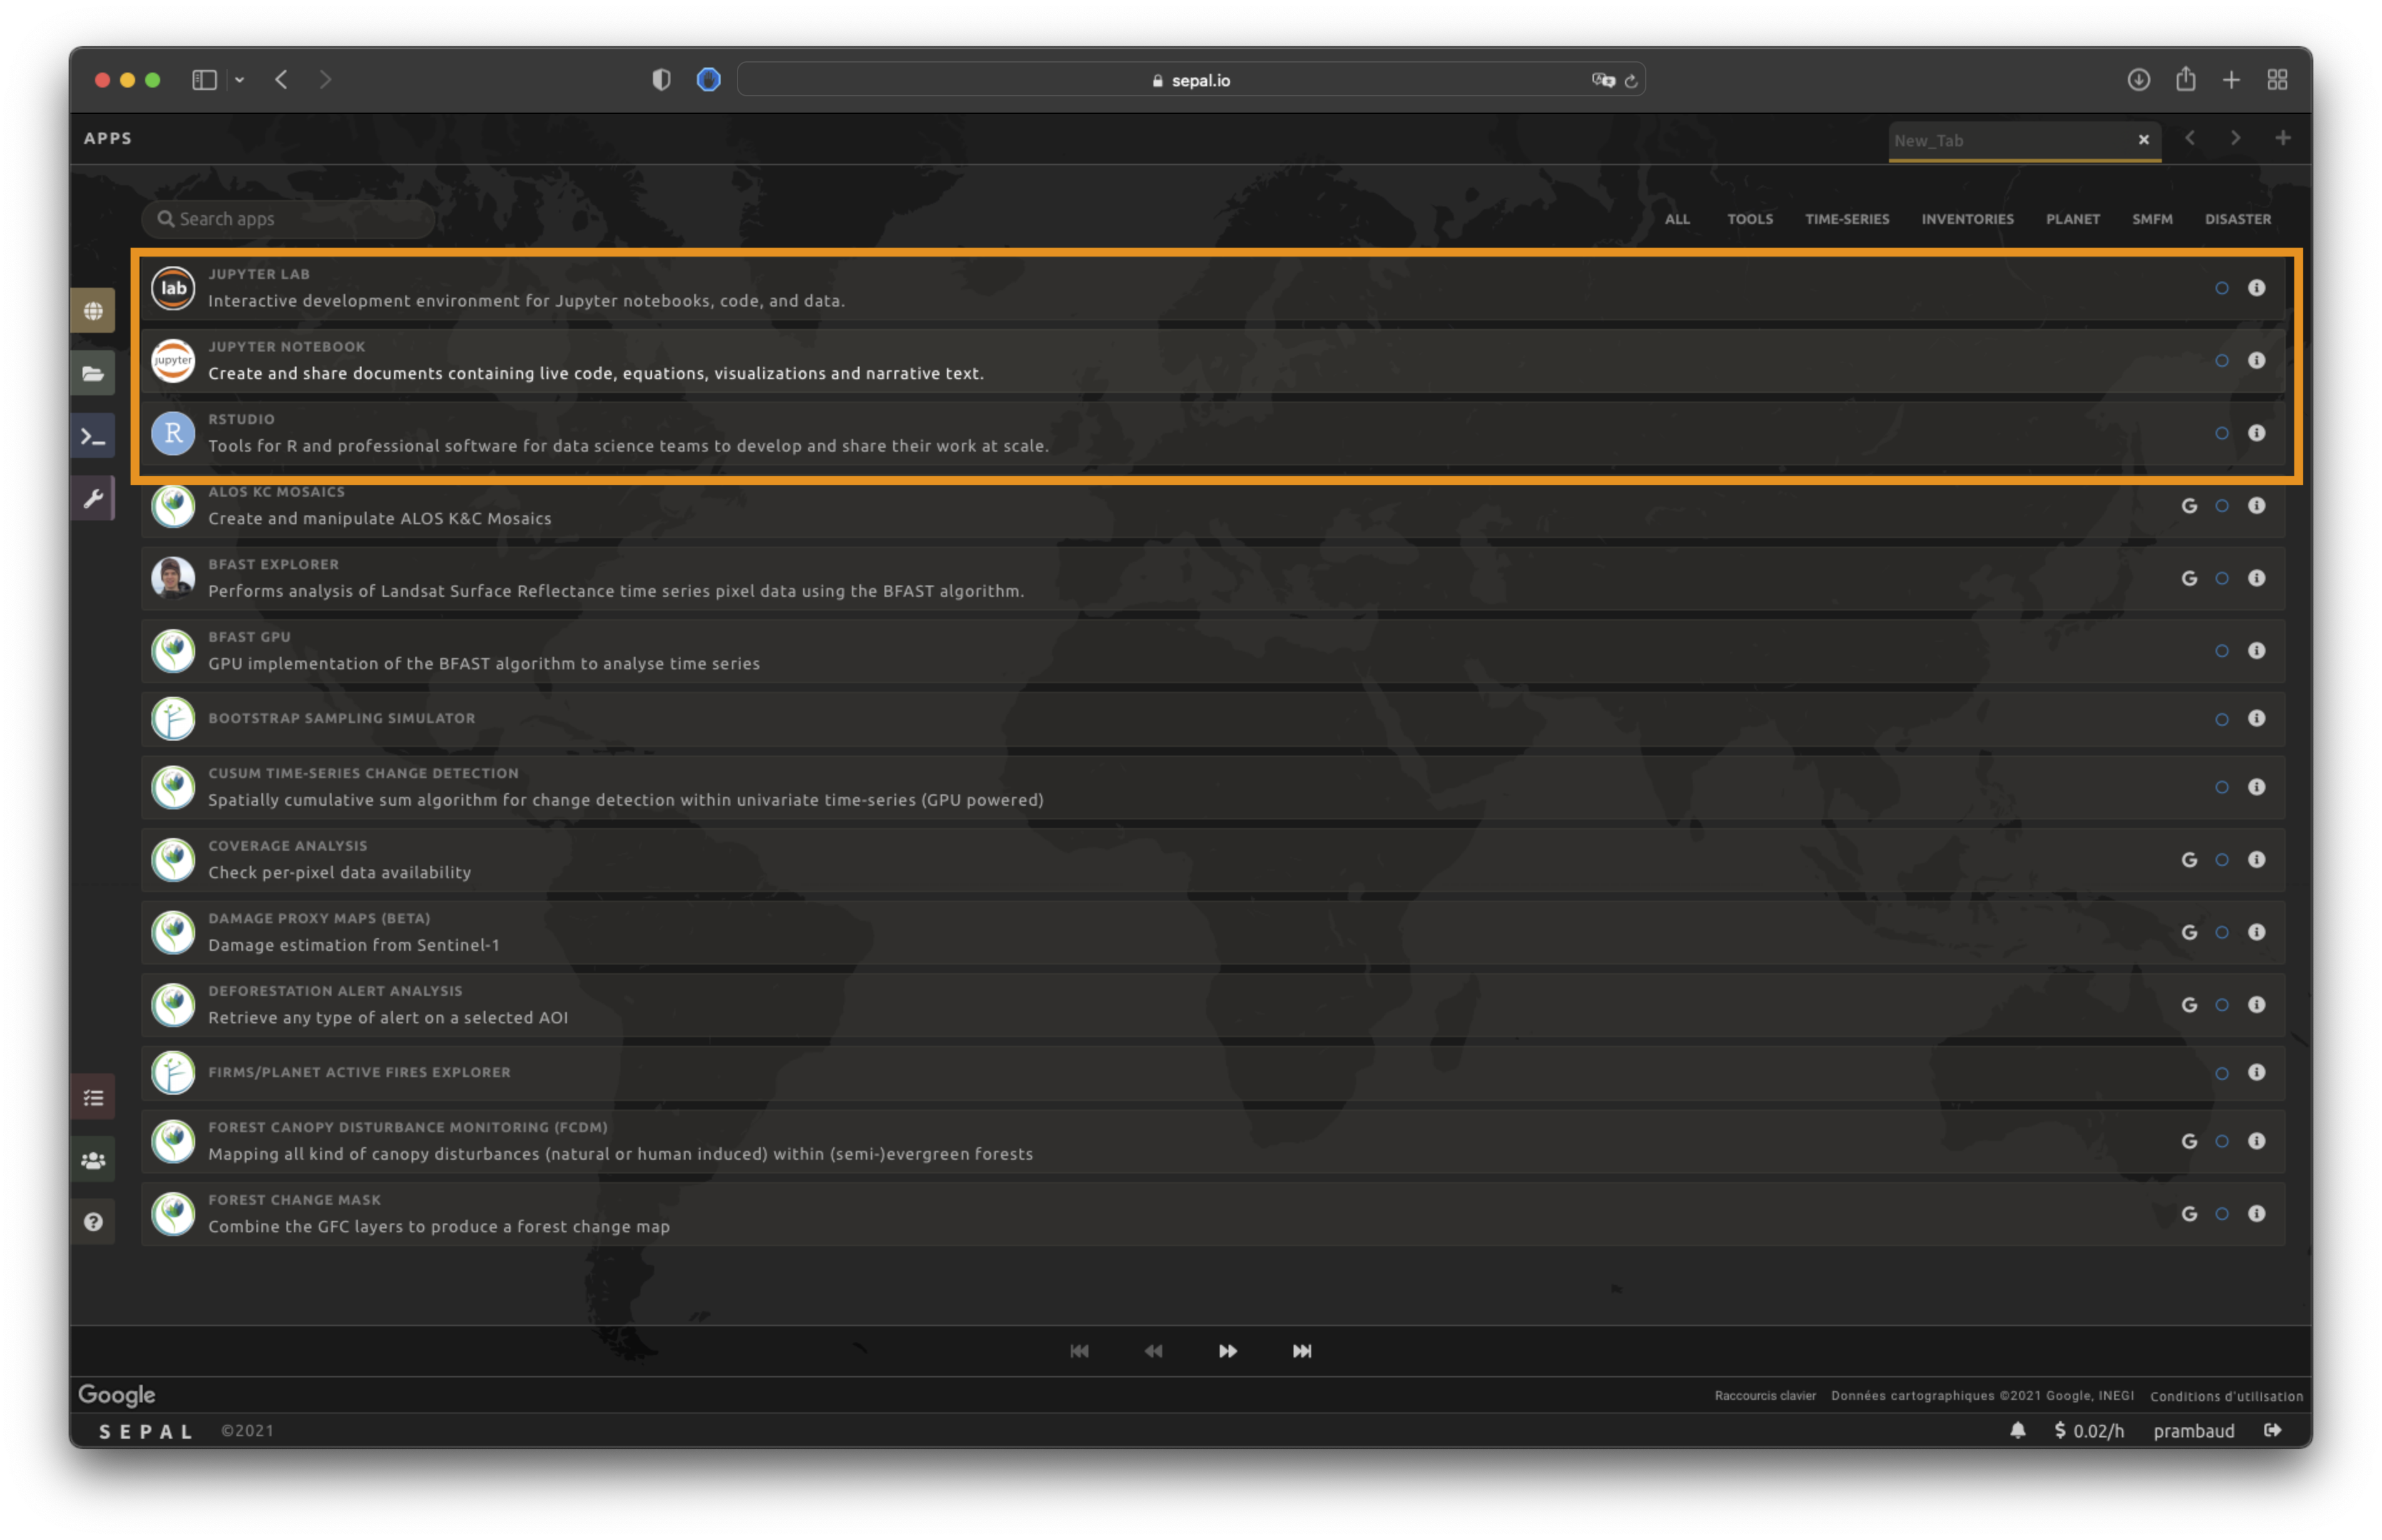 sepal.io
APPS
New_Tab
Search apps
ALL TOOLS TIME-SERIES INVENTORIES PLANET SMFM DISASTER
lab
JUPYTER LAB
Interactive development environment for Jupyter notebooks, code, and data.
jupyter
JUPYTER NOTEBOOK
Create and share documents containing live code, equations, visualizations and narrative text.
R
RSTUDIO
Tools for R and professional software for data science teams to develop and share their work at scale.
ALOS KC MOSAICS
Create and manipulate ALOS K&C Mosaics
G
BFAST EXPLORER
Performs analysis of Landsat Surface Reflectance time series pixel data using the BFAST algorithm.
G
BFAST GPU
GPU implementation of the BFAST algorithm to analyse time series
BOOTSTRAP SAMPLING SIMULATOR
CUSUM TIME-SERIES CHANGE DETECTION
Spatially cumulative sum algorithm for change detection within univariate time-series (GPU powered)
COVERAGE ANALYSIS
Check per-pixel data availability
G
DAMAGE PROXY MAPS (BETA)
Damage estimation from Sentinel-1
G
DEFORESTATION ALERT ANALYSIS
Retrieve any type of alert on a selected AOI
G
FIRMS/PLANET ACTIVE FIRES EXPLORER
FOREST CANOPY DISTURBANCE MONITORING (FCDM)
Mapping all kind of canopy disturbances (natural or human induced) within (semi-)evergreen forests
G
FOREST CHANGE MASK
Combine the GFC layers to produce a forest change map
G
Google
Raccourcis clavier Données cartographiques ©2021 Google, INEGI Conditions d'utilisation
SEPAL ©2021
$ 0.02/h prambaud